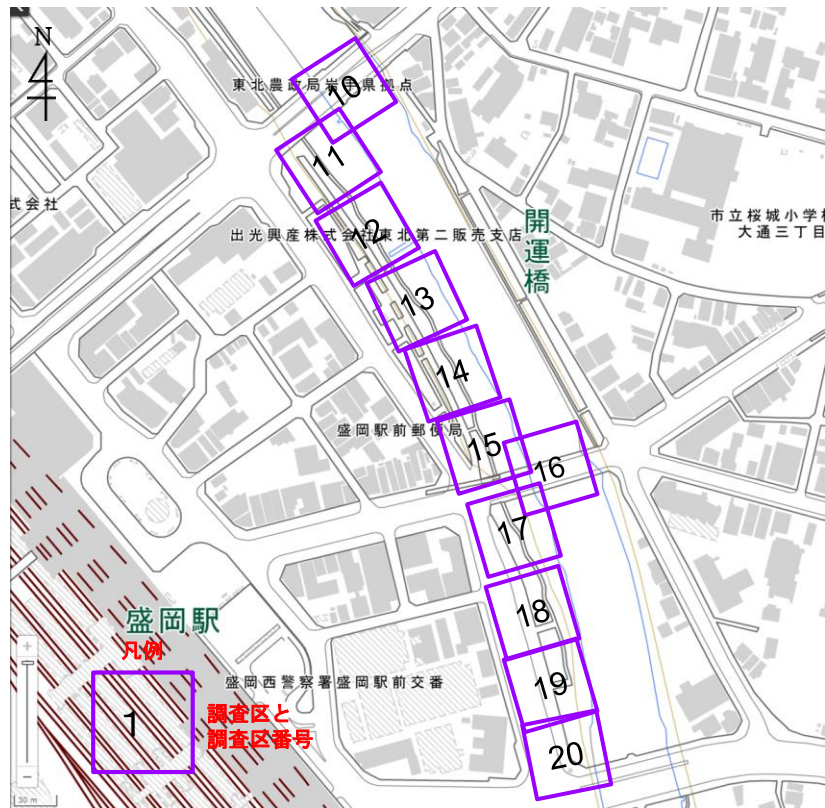 N
東北農政局岩手県拠点
10
11
式会社
12
出光興産株式会社東北第二販売支店
開運橋
市立桜城小学校
大通三丁目
13
14
盛岡駅前郵便局
15
16
17
18
盛岡駅
凡例
盛岡西警察署盛岡駅前交番
19
1
調査区と
調査区番号
20
30 m